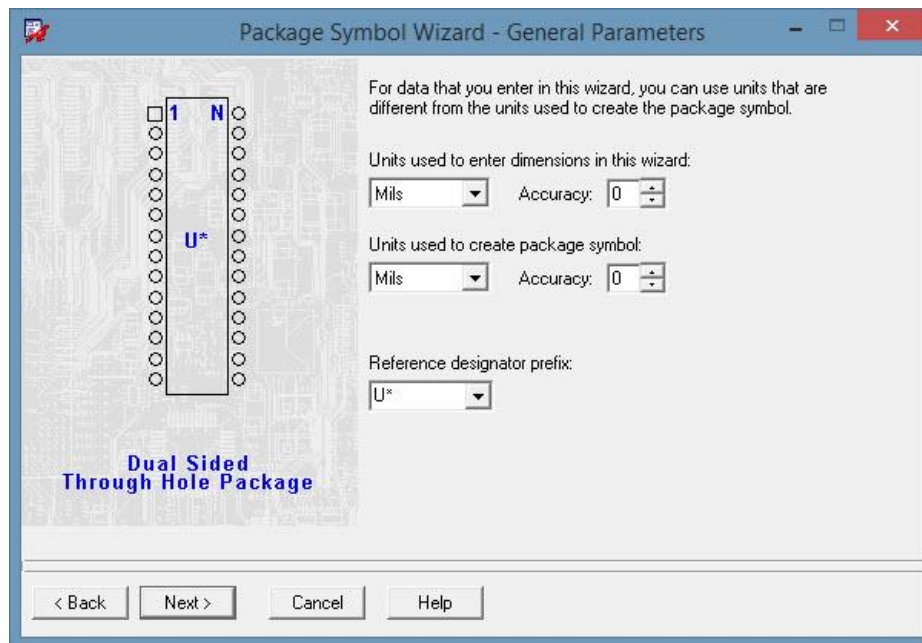 Package Symbol Wizard - General Parameters
For data that you enter in this wizard, you can use units that are
different from the units used to create the package symbol.
1 N
Units used to enter dimensions in this wizard:
Mils Accuracy: 0
U*
Units used to create package symbol:
Mils Accuracy: 0
Reference designator prefix:
U*
Dual Sided
Through Hole Package
< Back Next > Cancel Help